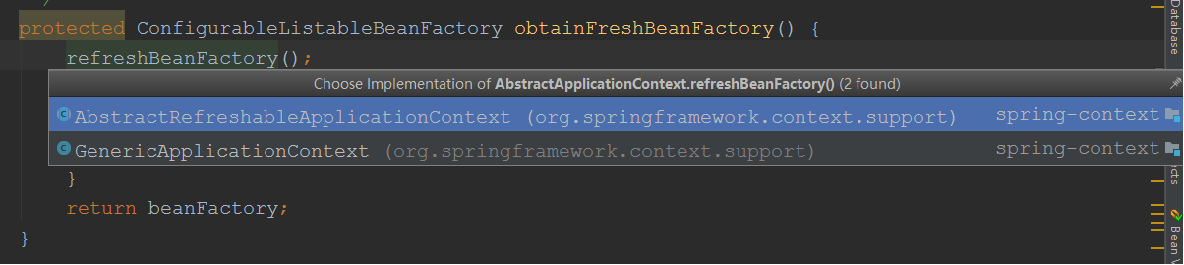 protected ConfigurableListableBeanFactory obtainFreshBeanFactory() {
refreshBeanFactory();
Choose Implementation of AbstractApplicationContext.refreshBeanFactory() (2 found)
AbstractRefreshableApplicationContext (org.springframework.context.support) spring-context
GenericApplicationContext (org.springframework.context.support) spring-context
}
return beanFactory;
}
Database
Bean